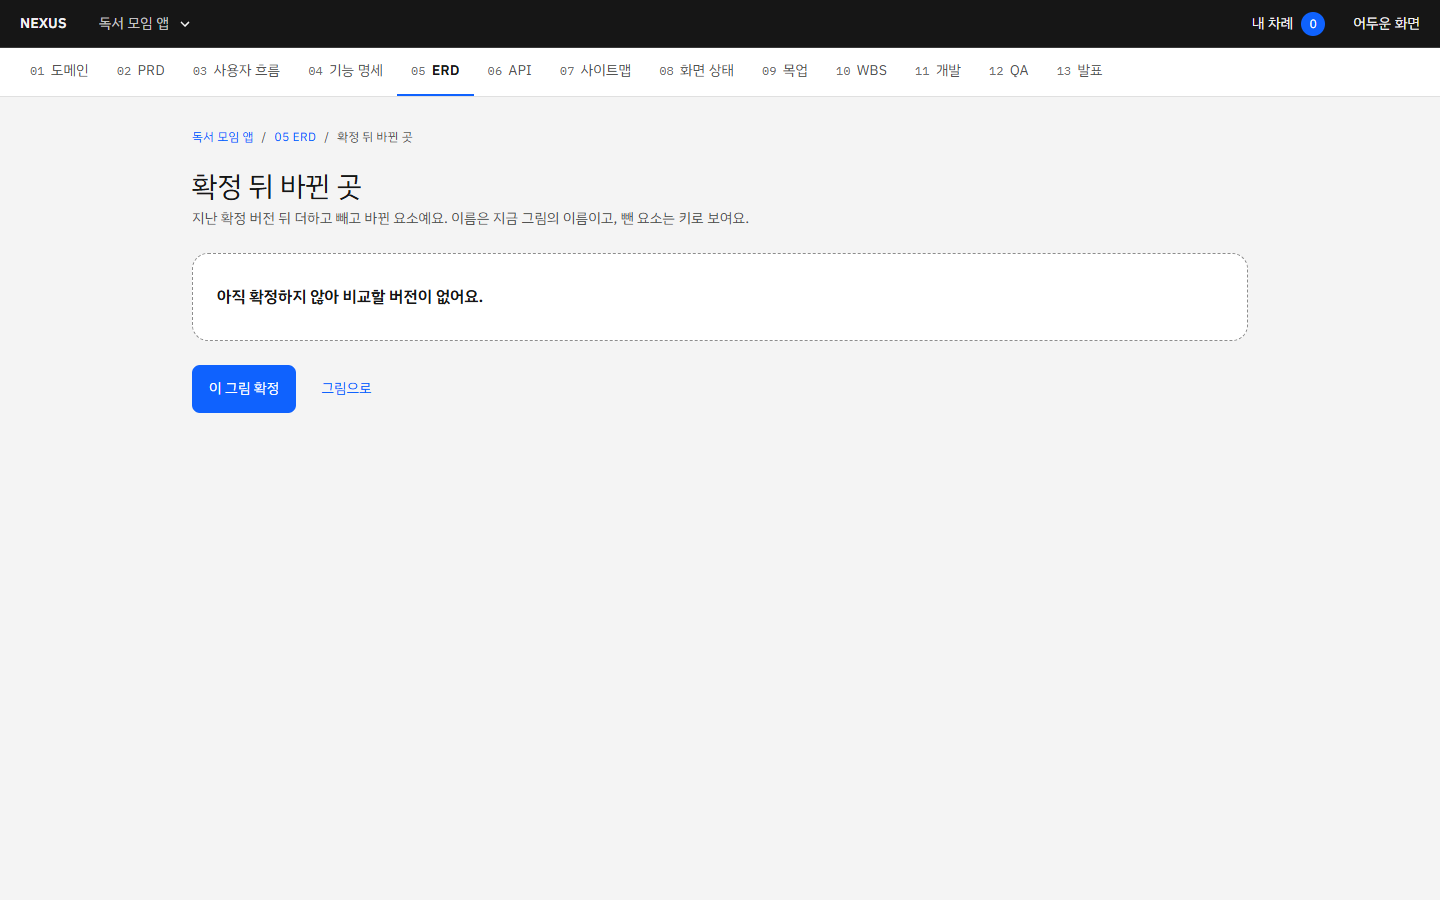 NEXUS 독서 모임 앱 내 차례 0 어두운 화면
01 도메인 02 PRD 03 사용자 흐름 04 기능 명세 05 ERD 06 API 07 사이트맵 08 화면 상태 09 목업 10 WBS 11 개발 12 QA 13 발표
독서 모임 앱 / 05 ERD / 확정 뒤 바뀐 곳
확정 뒤 바뀐 곳
지난 확정 버전 뒤 더하고 빼고 바뀐 요소예요. 이름은 지금 그림의 이름이고, 뺀 요소는 키로 보여요.
아직 확정하지 않아 비교할 버전이 없어요.
이 그림 확정 그림으로